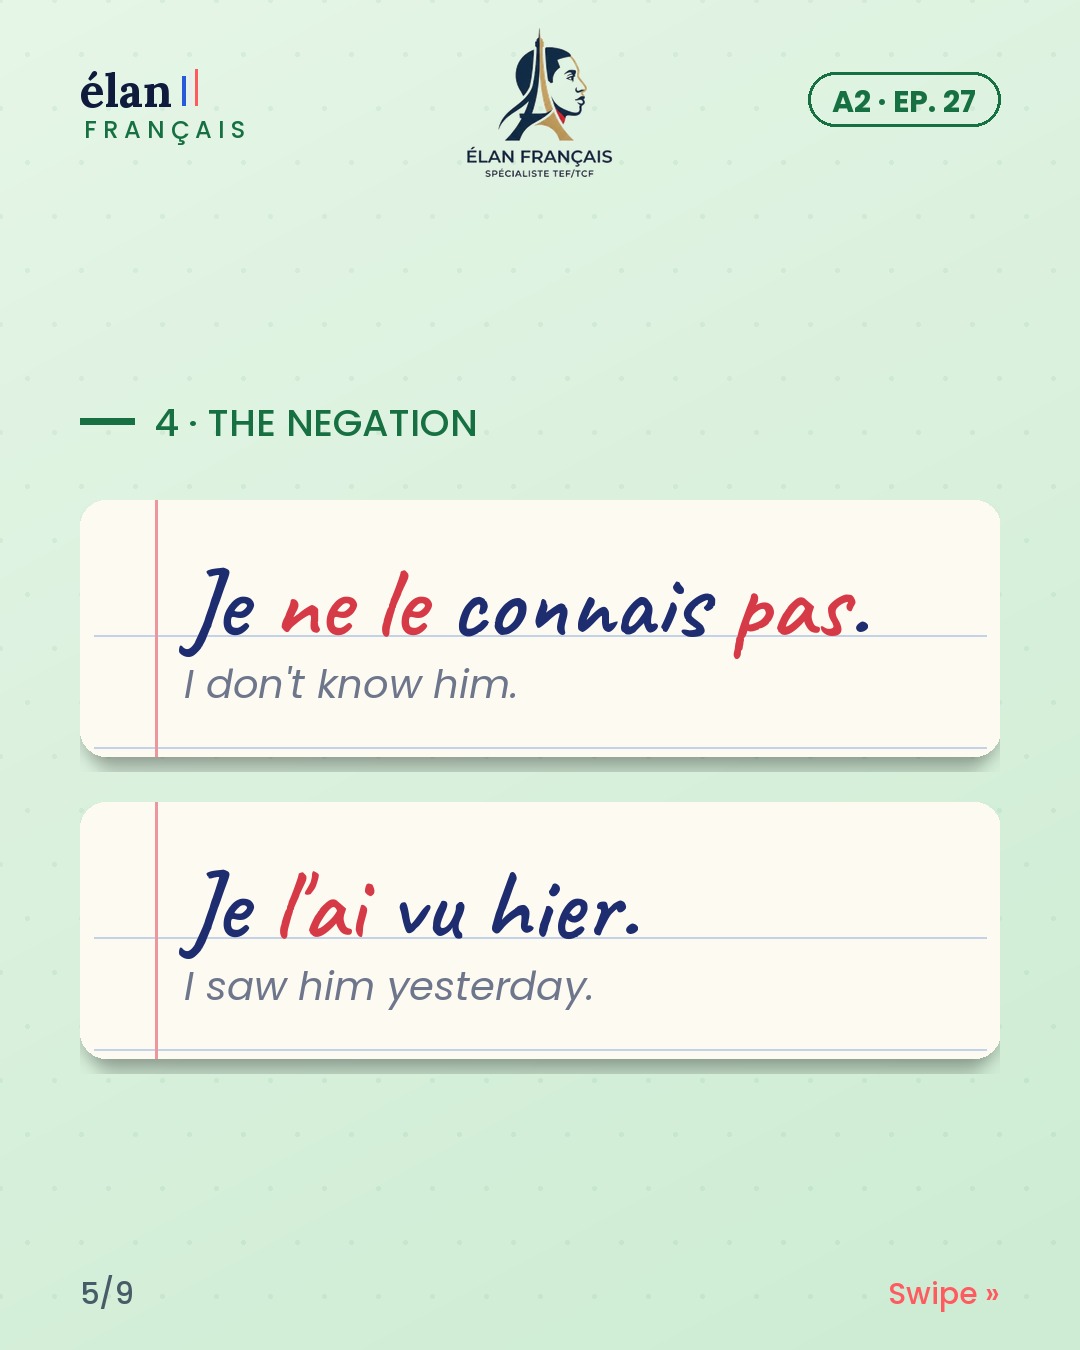 élan
FRANÇAIS
ÉLAN FRANÇAIS
SPÉCIALISTE TEF/TCF
A2 · EP. 27
4 · THE NEGATION
Je ne le connais pas.
I don't know him.
Je l'ai vu hier.
I saw him yesterday.
5/9
Swipe »